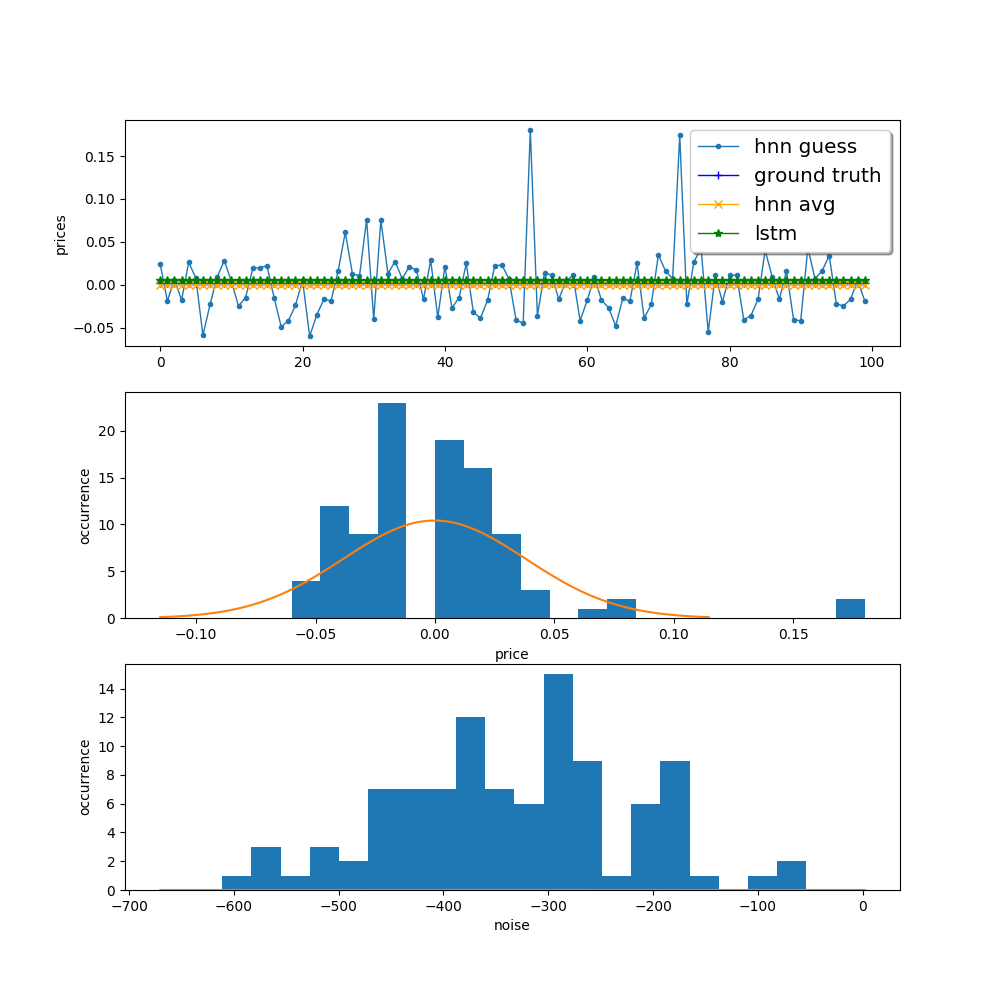 hnn guess
ground truth
hnn avg
lstm
prices
0.15
0.10
0.05
0.00
−0.05
0 20 40 60 80 100
occurrence
20
15
10
5
0
−0.10 −0.05 0.00 0.05 0.10 0.15
price
occurrence
14
12
10
8
6
4
2
0
−700 −600 −500 −400 −300 −200 −100 0
noise